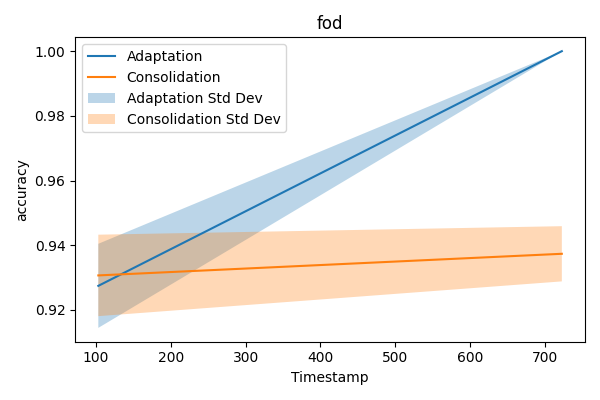 fod
Adaptation
Consolidation
Adaptation Std Dev
Consolidation Std Dev
accuracy
1.00
0.98
0.96
0.94
0.92
100 200 300 400 500 600 700
Timestamp